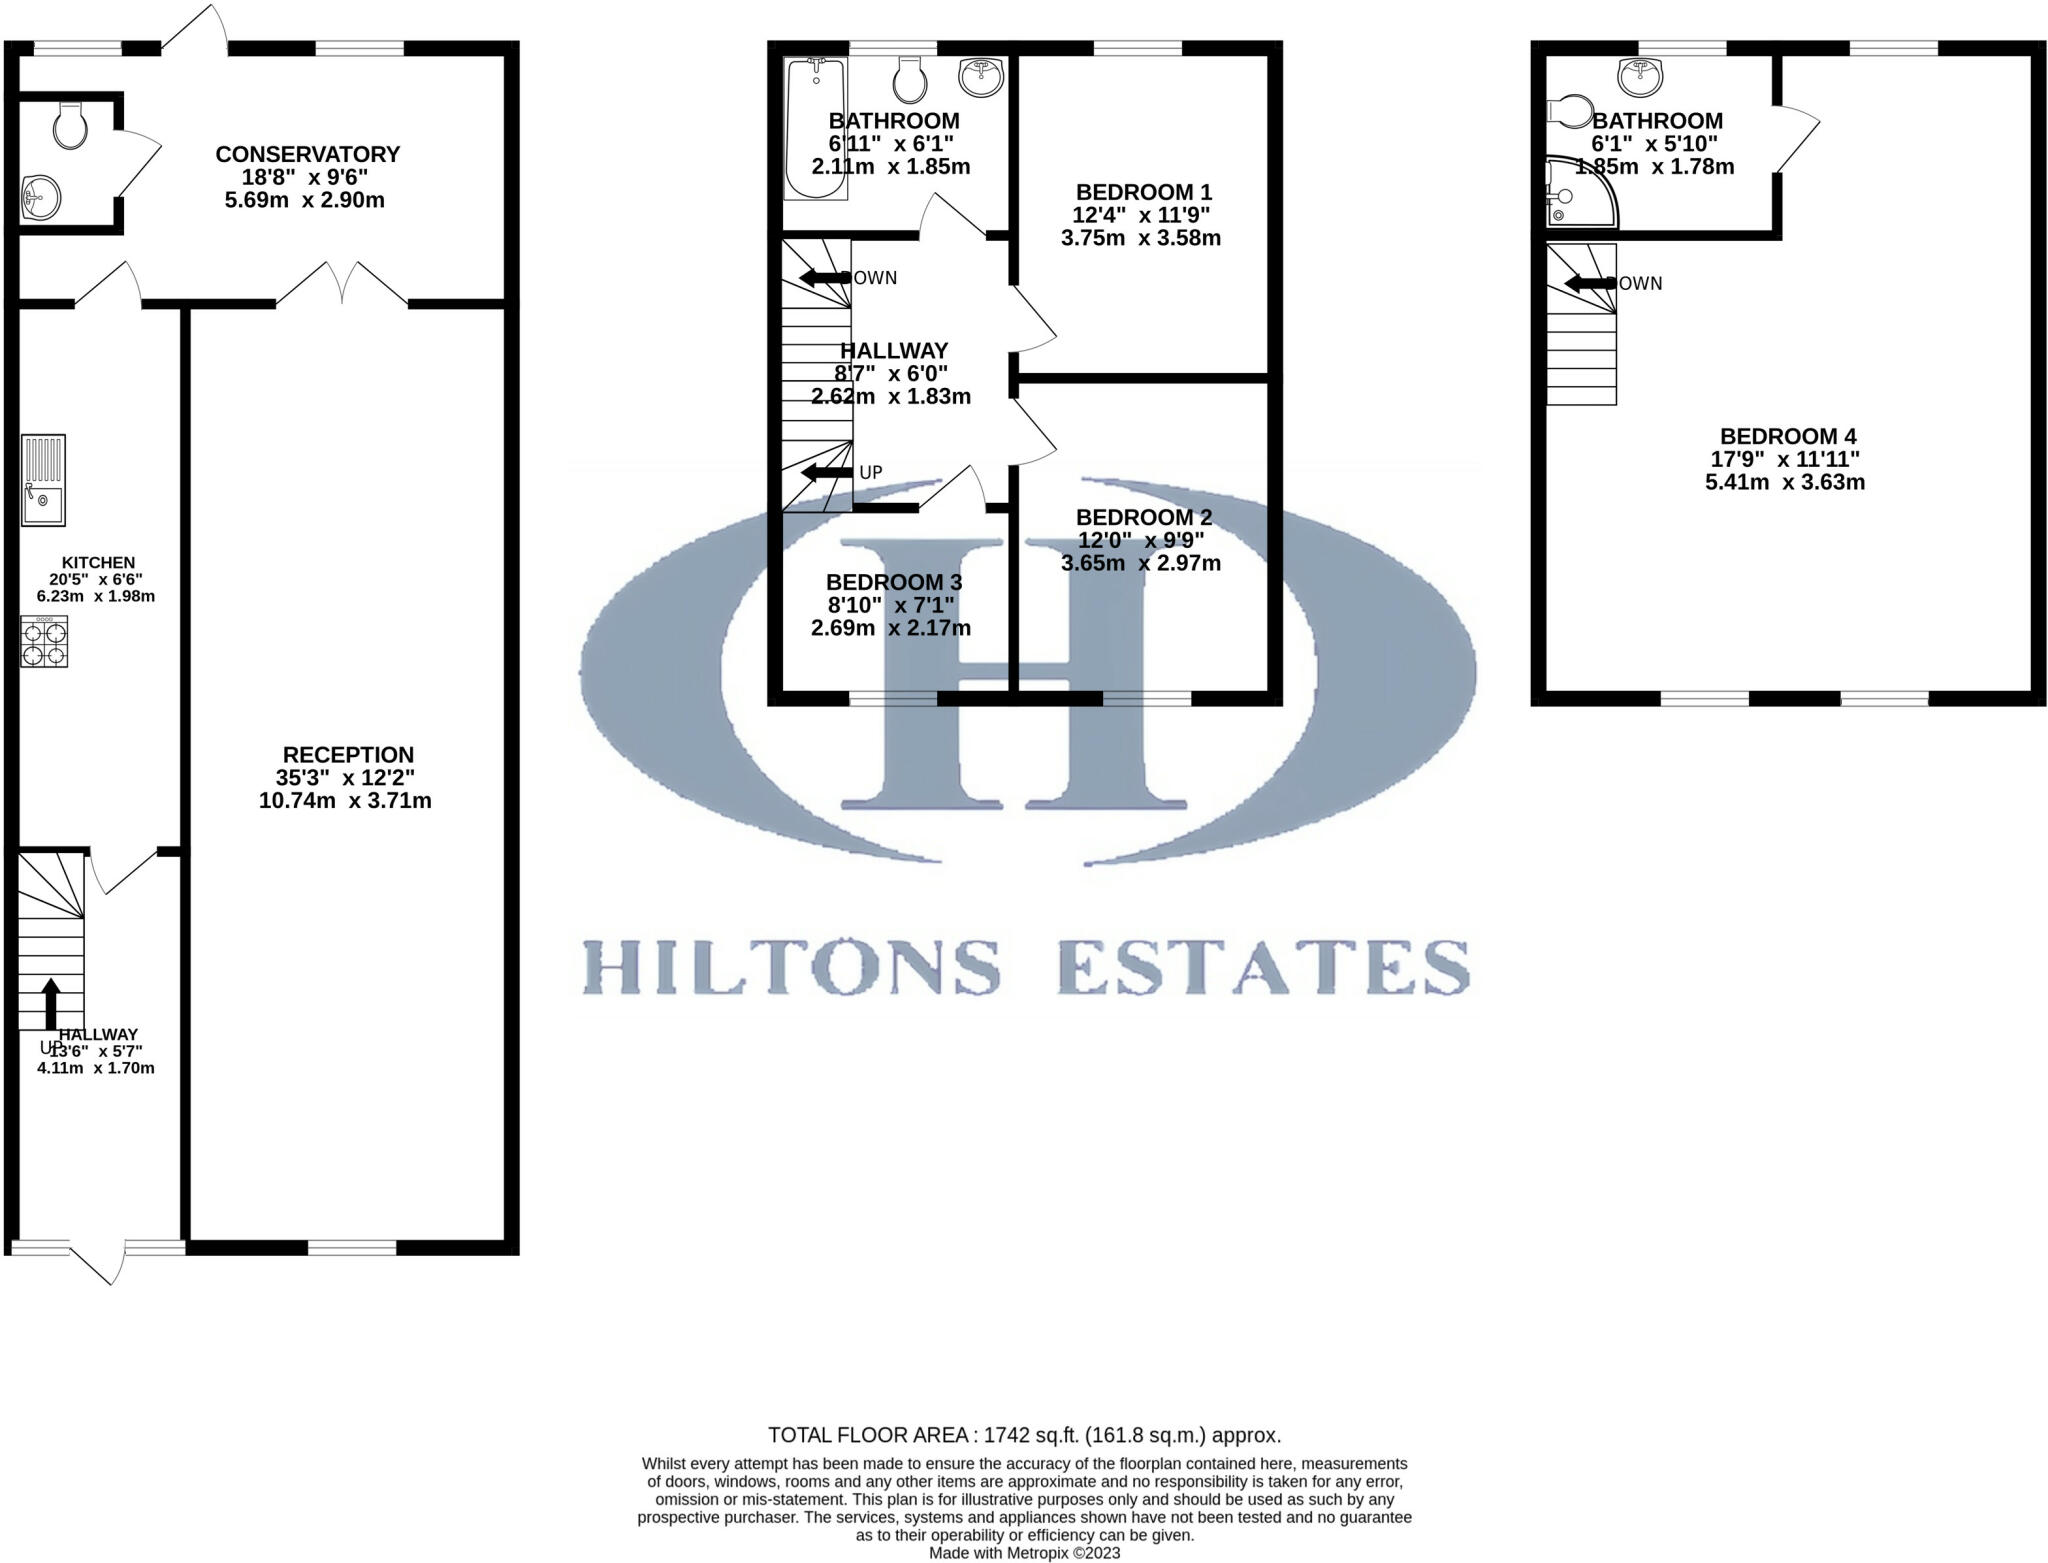 CONSERVATORY
18'8" x 9'6"
5.69m x 2.90m
KITCHEN
20'5" x 6'6"
6.23m x 1.98m
RECEPTION
35'3" x 12'2"
10.74m x 3.71m
HALLWAY
13'6" x 5'7"
4.11m x 1.70m
UP
BATHROOM
6'11" x 6'1"
2.11m x 1.85m
BEDROOM 1
12'4" x 11'9"
3.75m x 3.58m
DOWN
HALLWAY
8'7" x 6'0"
2.62m x 1.83m
UP
BEDROOM 2
12'0" x 9'9"
3.65m x 2.97m
BEDROOM 3
8'10" x 7'1"
2.69m x 2.17m
BATHROOM
6'1" x 5'10"
1.85m x 1.78m
DOWN
BEDROOM 4
17'9" x 11'11"
5.41m x 3.63m
H
HILTONS ESTATES
TOTAL FLOOR AREA : 1742 sq.ft. (161.8 sq.m.) approx.
Whilst every attempt has been made to ensure the accuracy of the floorplan contained here, measurements
of doors, windows, rooms and any other items are approximate and no responsibility is taken for any error,
omission or mis-statement. This plan is for illustrative purposes only and should be used as such by any
prospective purchaser. The services, systems and appliances shown have not been tested and no guarantee
as to their operability or efficiency can be given.
Made with Metropix ©2023